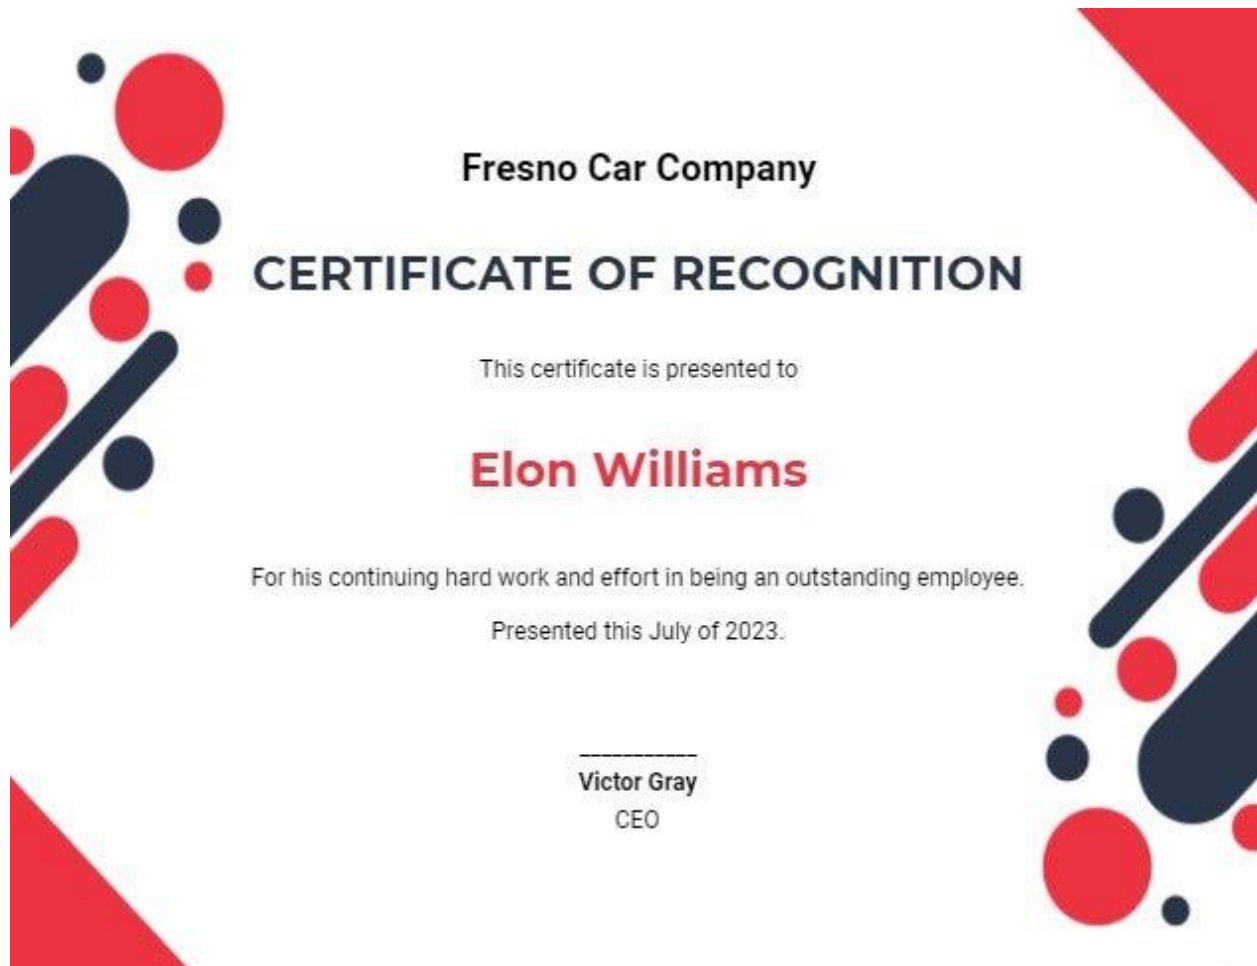 Fresno Car Company
CERTIFICATE OF RECOGNITION
This certificate is presented to
Elon Williams
For his continuing hard work and effort in being an outstanding employee.
Presented this July of 2023.
___________
Victor Gray
CEO